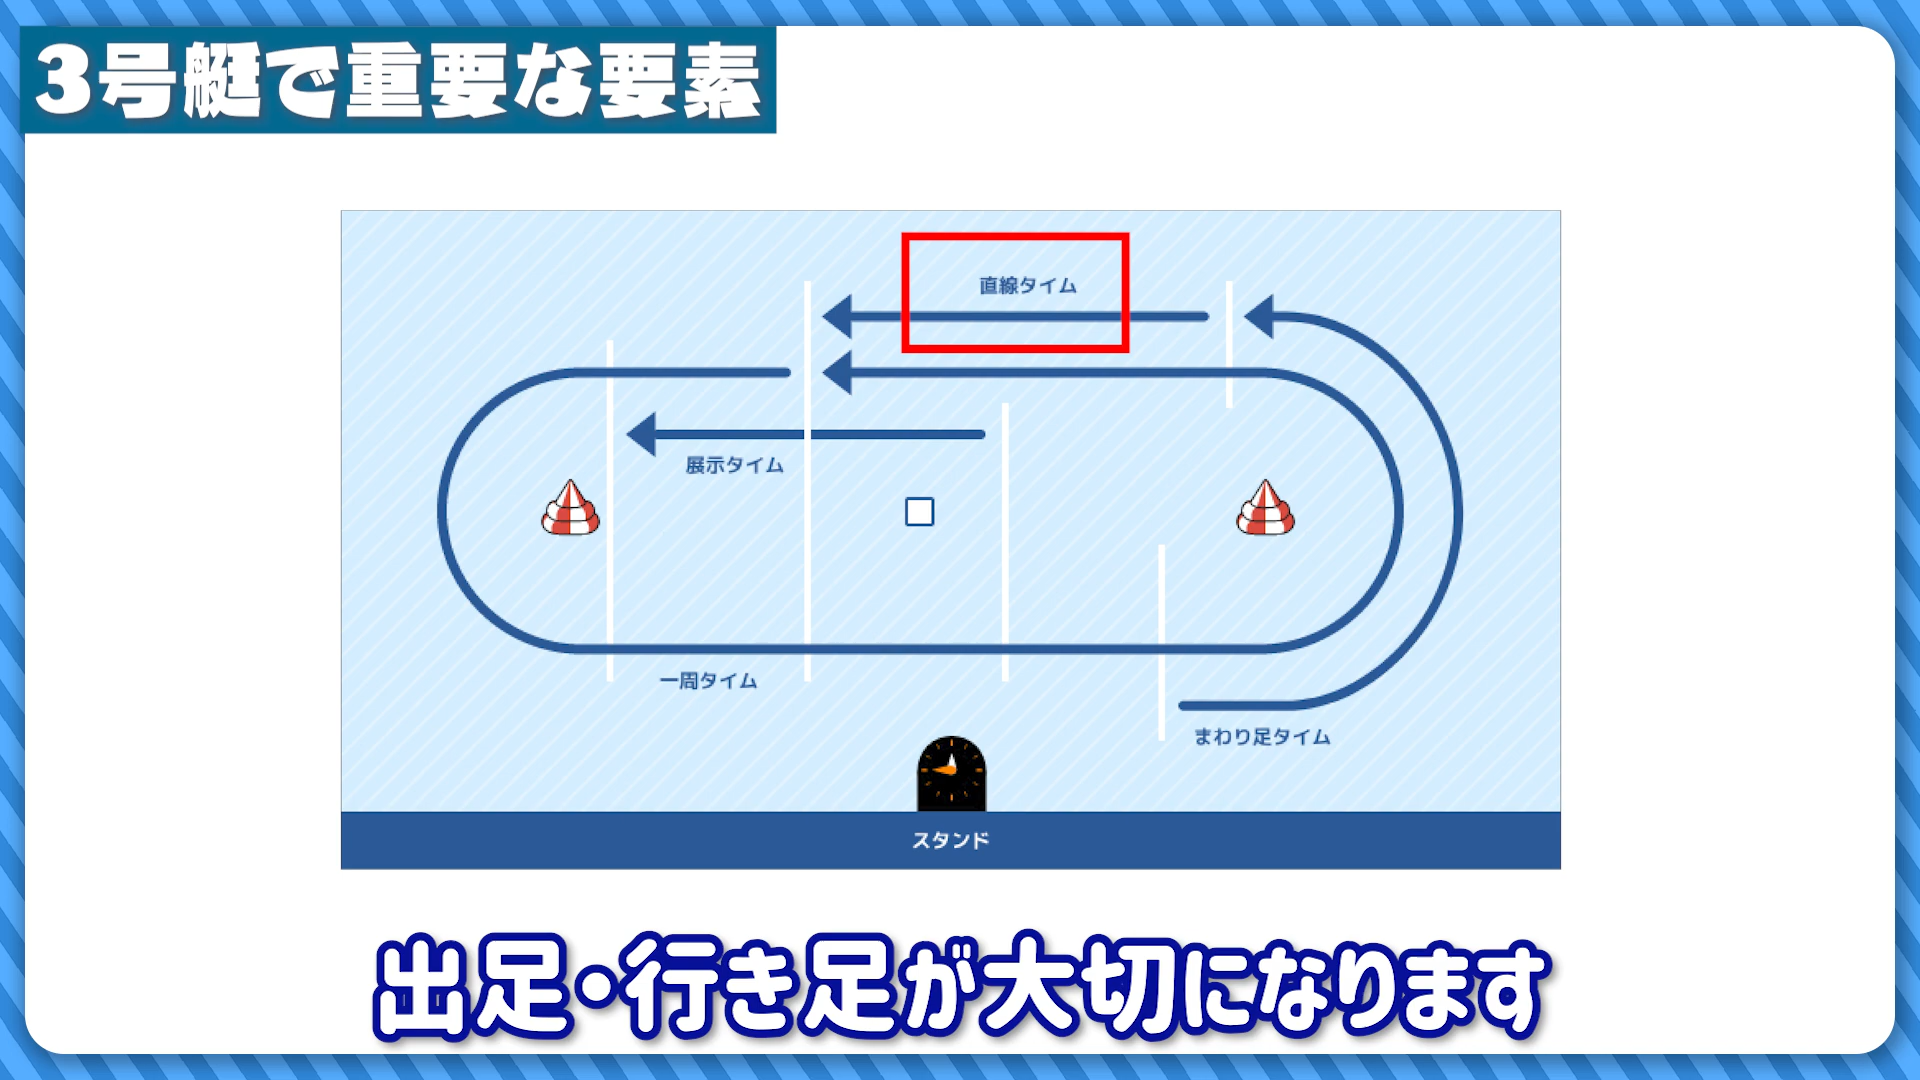 3号艇で重要な要素
直線タイム
展示タイム
一周タイム
まわり足タイム
スタンド
出足・行き足が大切になります